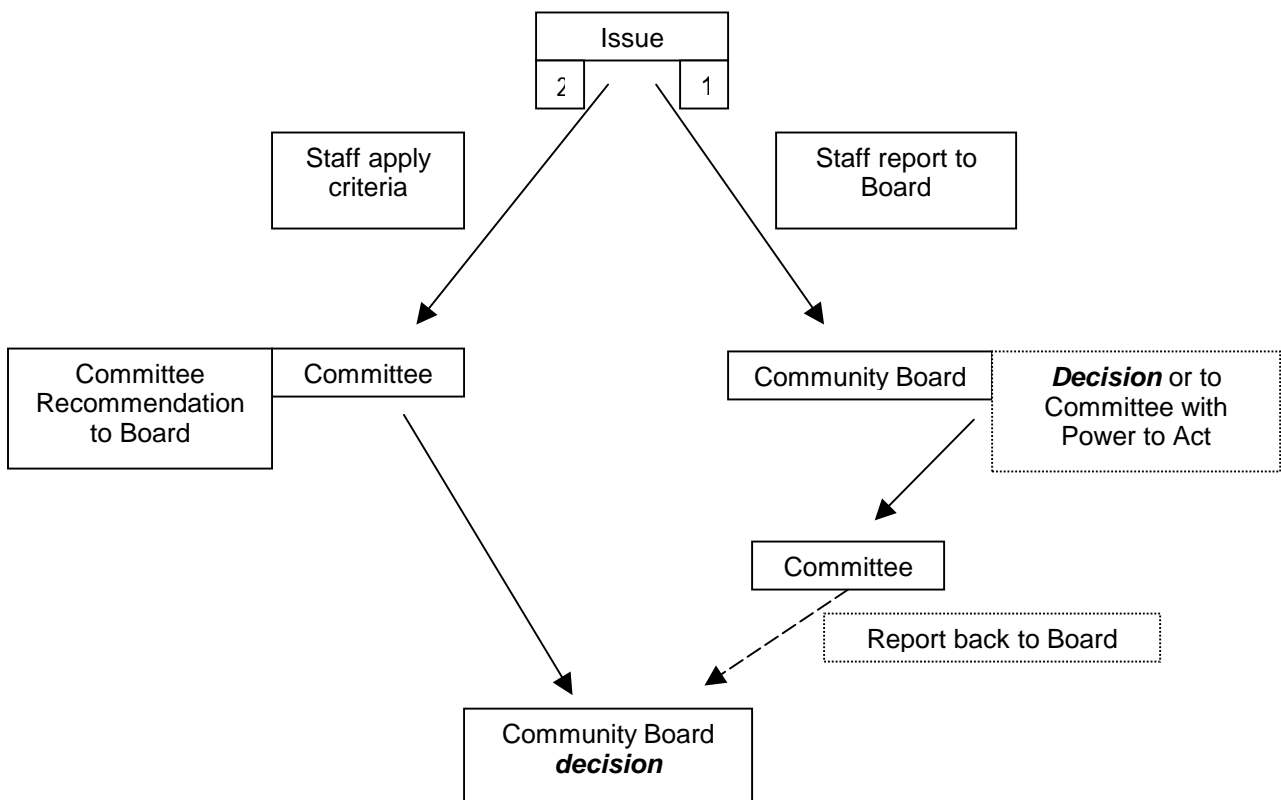 Issue
2
1
Staff apply
criteria
Staff report to
Board
Committee
Recommendation
to Board
Committee
Community Board
Decision or to
Committee with
Power to Act
Committee
Report back to Board
Community Board
decision